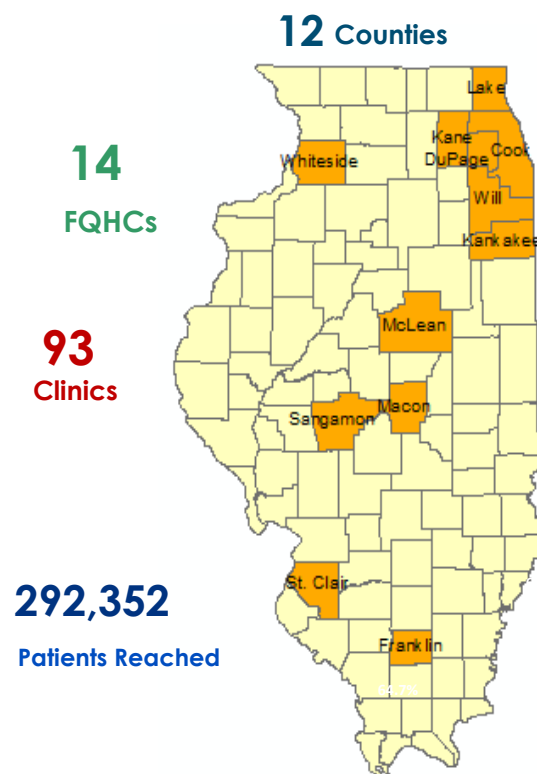 12 Counties
Lake
Kane
Cook
DuPage
Whiteside
14
FQHCs
Will
Kankakee
McLean
93
Clinics
Macon
Sangamon
St. Clair
292,352
Patients Reached
Franklin